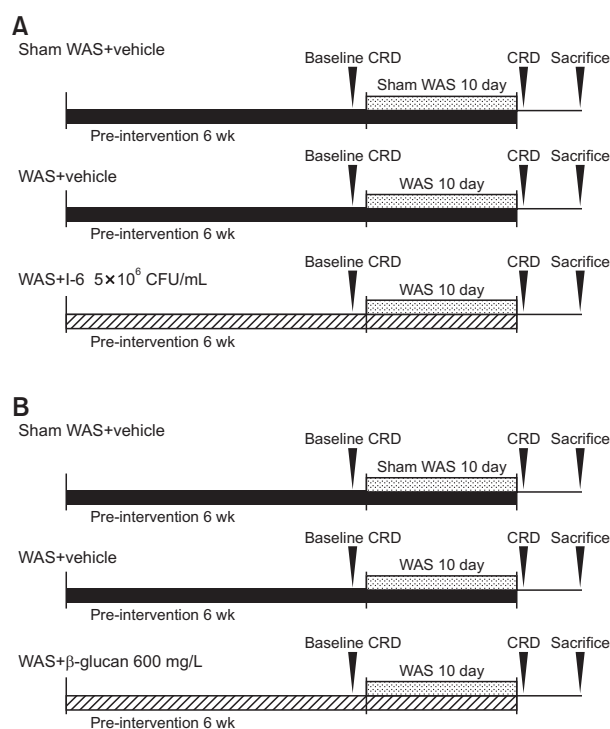 A
Sham WAS+vehicle
Baseline CRD CRD Sacrifice
Sham WAS 10 day
Pre-intervention 6 wk
WAS+vehicle
Baseline CRD CRD Sacrifice
WAS 10 day
Pre-intervention 6 wk
WAS+I-6 5×10⁶ CFU/mL
Baseline CRD CRD Sacrifice
WAS 10 day
Pre-intervention 6 wk
B
Sham WAS+vehicle
Baseline CRD CRD Sacrifice
Sham WAS 10 day
Pre-intervention 6 wk
WAS+vehicle
Baseline CRD CRD Sacrifice
WAS 10 day
Pre-intervention 6 wk
WAS+β-glucan 600 mg/L
Baseline CRD CRD Sacrifice
WAS 10 day
Pre-intervention 6 wk